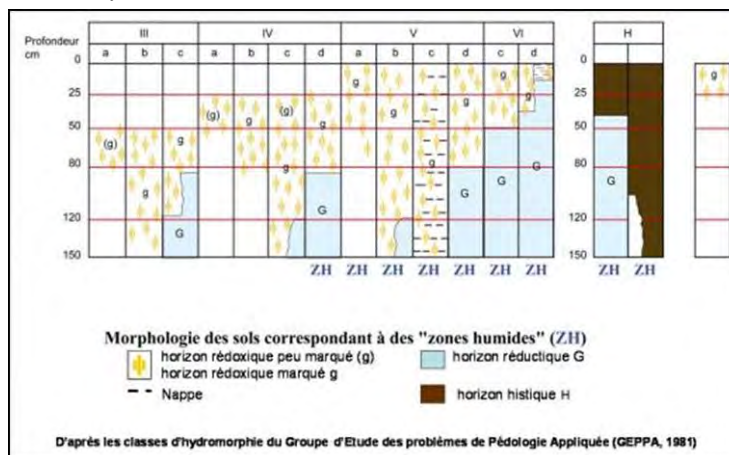 III IV V VI H
Profondeur
cm
a b c a b c d a b c d c d
0 0
25 25
50 50
80 80
120 120
150 150
(g) g g (g) g (g) g g g g g g g g
g g G G G G G G
G
ZH ZH ZH ZH ZH ZH ZH ZH ZH
Morphologie des sols correspondant à des "zones humides" (ZH)
horizon rédoxique peu marqué (g) horizon réductique G
horizon rédoxique marqué g
Nappe horizon histique H
D'après les classes d'hydromorphie du Groupe d'Etude des problèmes de Pédologie Appliquée (GEPPA, 1981)